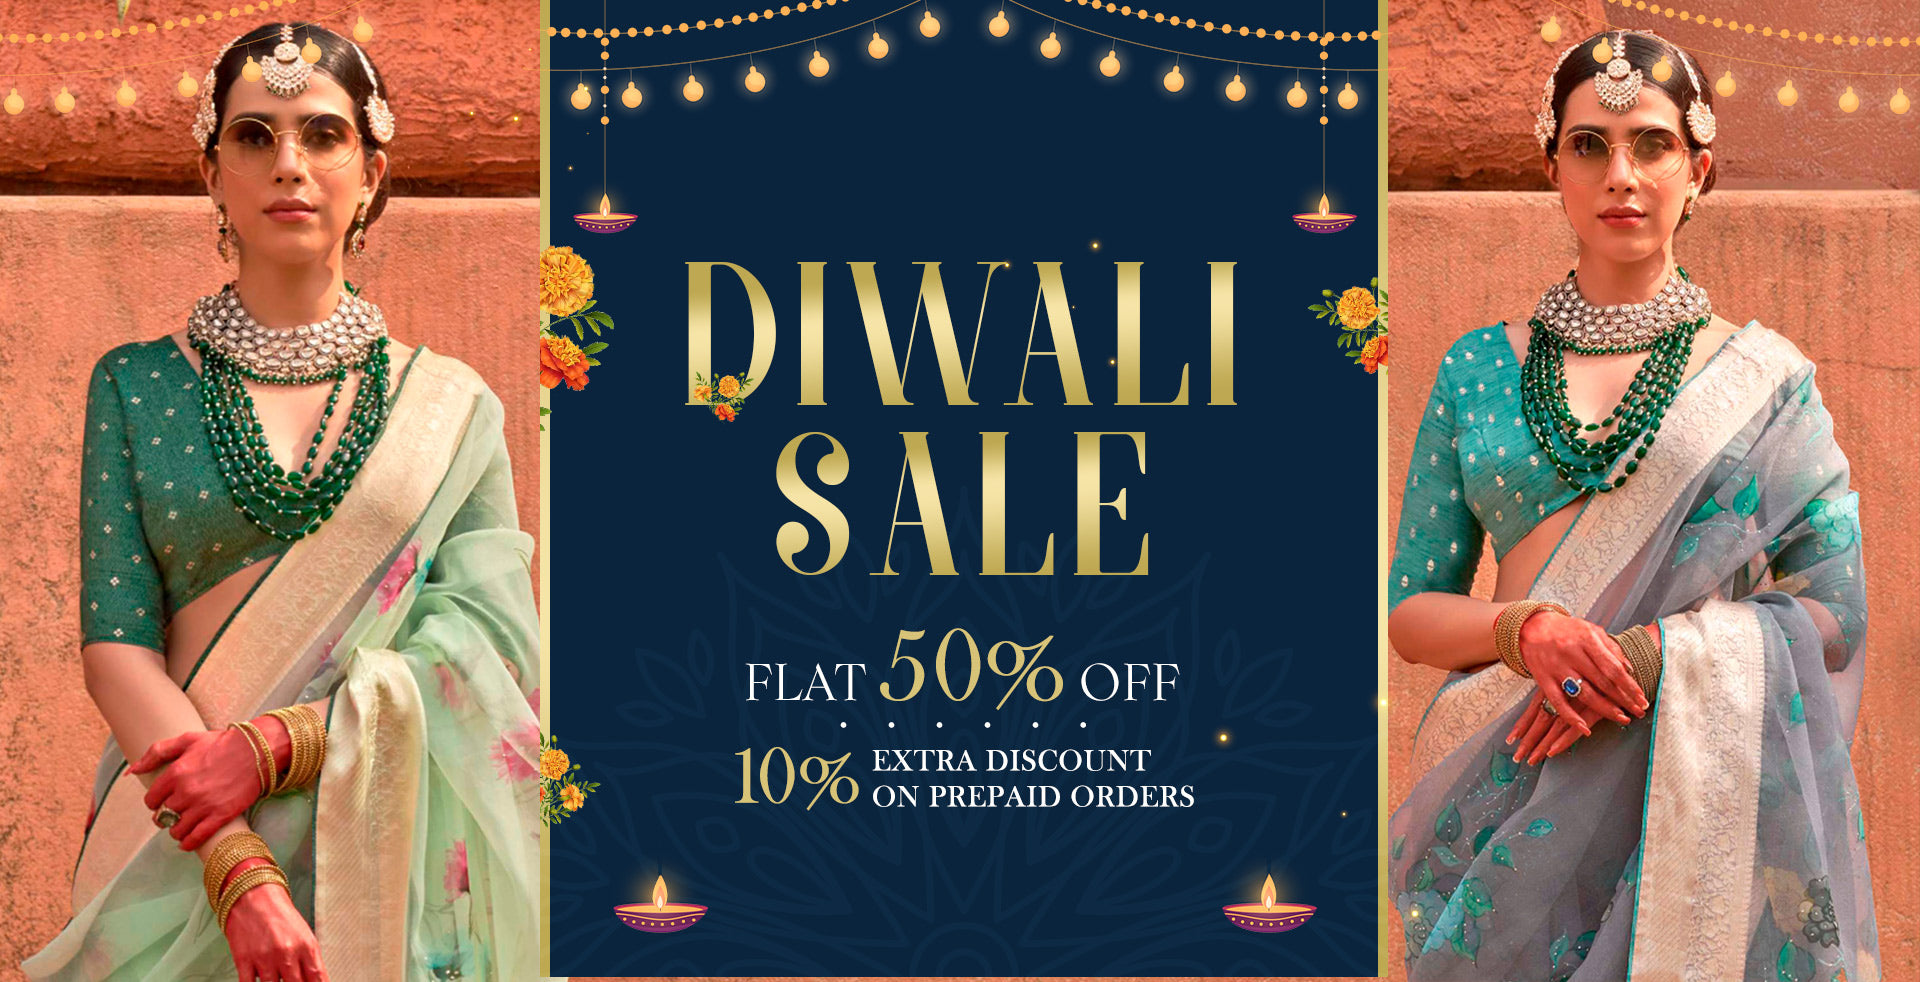 DIWALI
SALE
FLAT 50% OFF
10% EXTRA DISCOUNT
ON PREPAID ORDERS